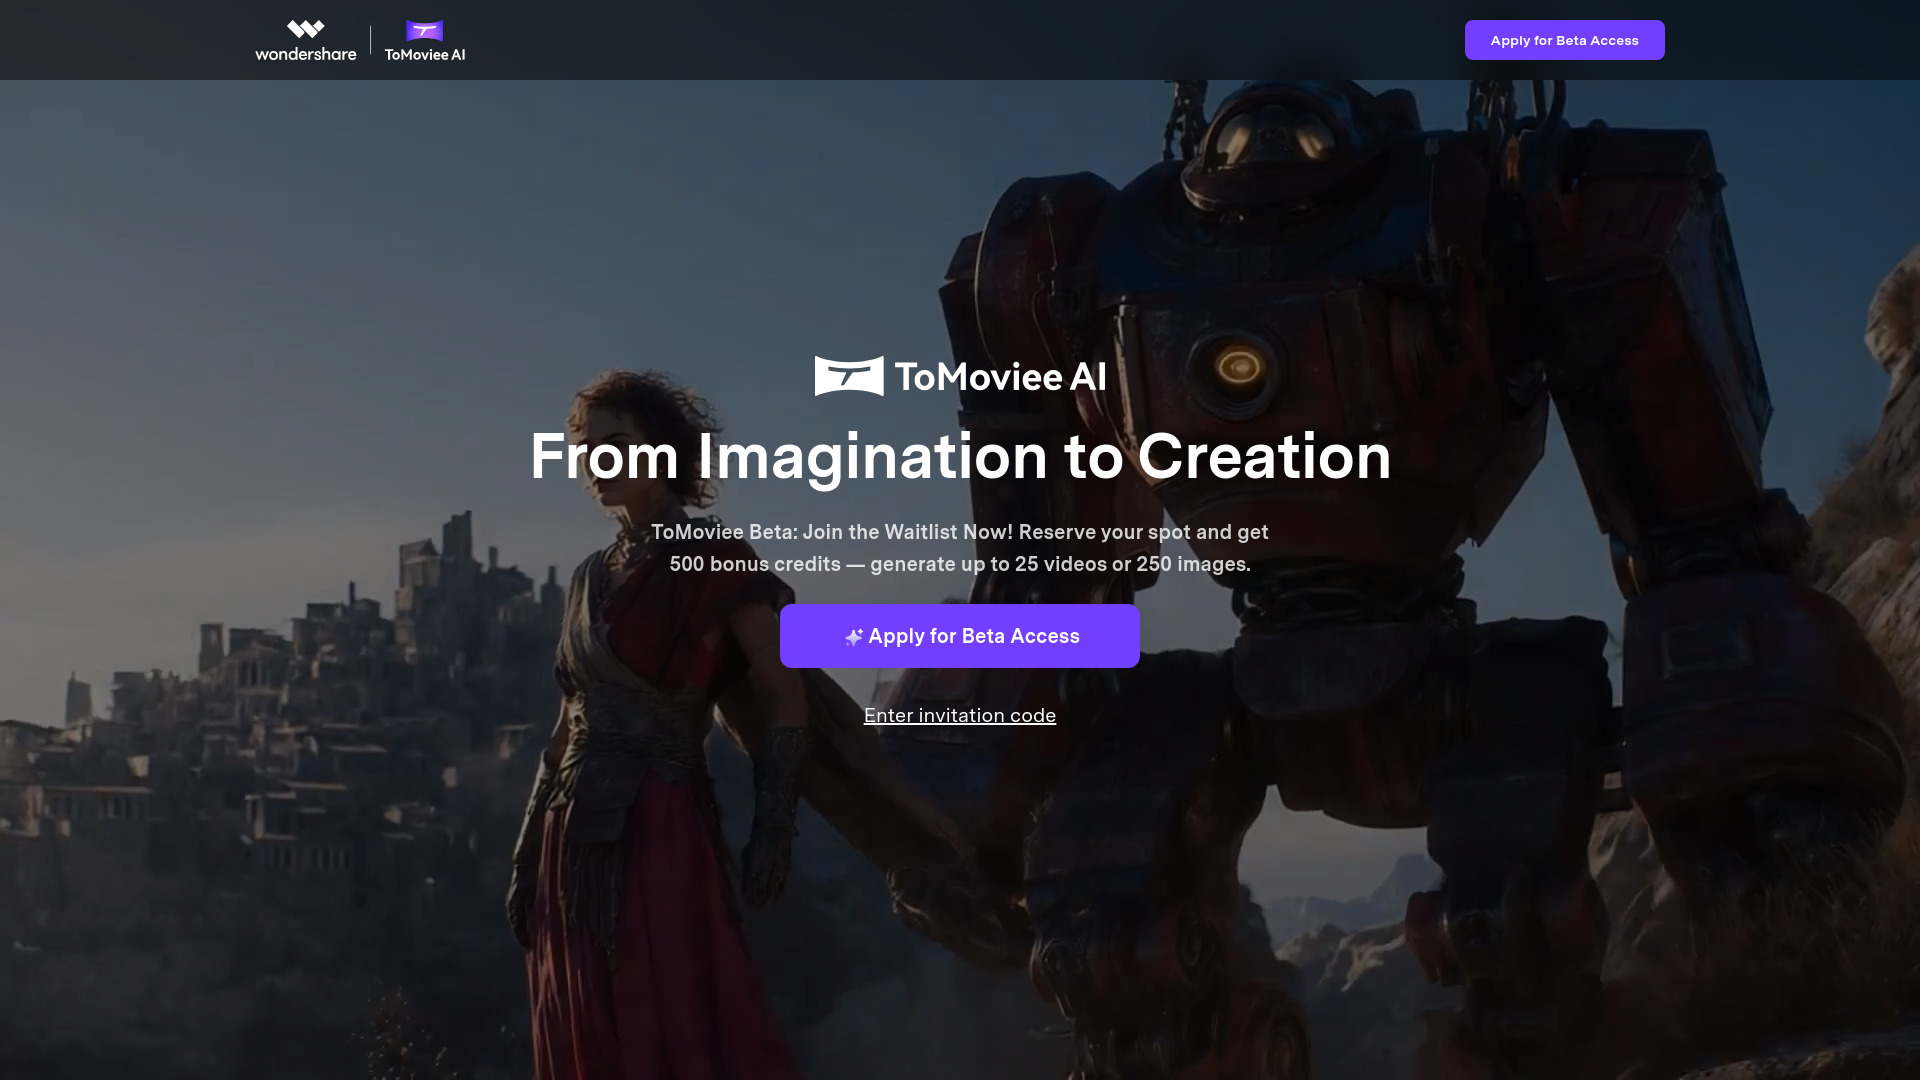 wondershare
ToMoviee AI
Apply for Beta Access
ToMoviee AI
From Imagination to Creation
ToMoviee Beta: Join the Waitlist Now! Reserve your spot and get
500 bonus credits — generate up to 25 videos or 250 images.
Apply for Beta Access
Enter invitation code